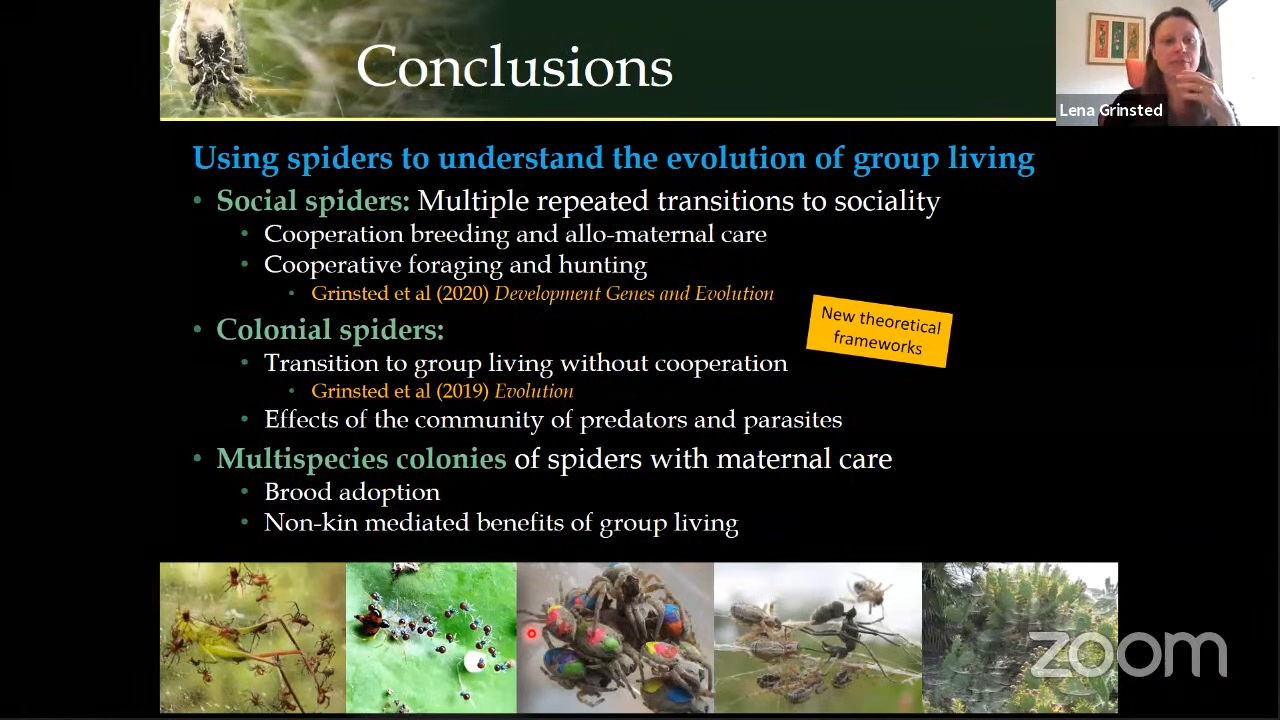 Conclusions
Lena Grinsted
Using spiders to understand the evolution of group living
• Social spiders: Multiple repeated transitions to sociality
• Cooperation breeding and allo-maternal care
• Cooperative foraging and hunting
• Grinsted et al (2020) Development Genes and Evolution
New theoretical
frameworks
• Colonial spiders:
• Transition to group living without cooperation
• Grinsted et al (2019) Evolution
• Effects of the community of predators and parasites
• Multispecies colonies of spiders with maternal care
• Brood adoption
• Non-kin mediated benefits of group living
zoom